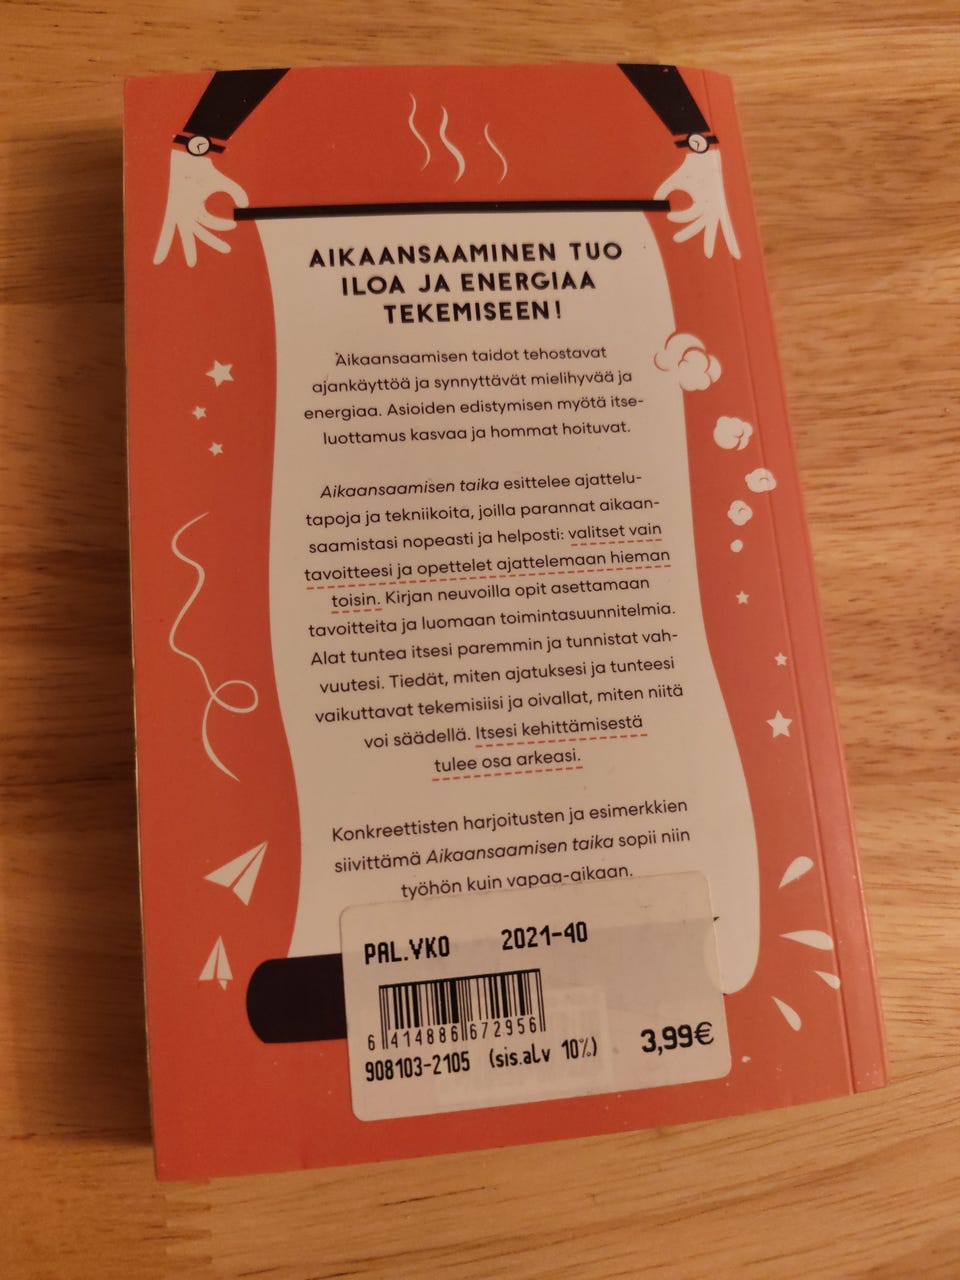 AIKAANSAAMINEN TUO
ILOA JA ENERGIAA
TEKEMISEEN!
Aikaansaamisen taidot tehostavat
ajankäyttöä ja synnyttävät mielihyvää ja
energiaa. Asioiden edistymisen myötä itse-
luottamus kasvaa ja hommat hoituvat.
Aikaansaamisen taika esittelee ajattelu-
tapoja ja tekniikoita, joilla parannat aikaan-
saamistasi nopeasti ja helposti: valitset vain
tavoitteesi ja opettelet ajattelemaan hieman
toisin. Kirjan neuvoilla opit asettamaan
tavoitteita ja luomaan toimintasuunnitelmia.
Alat tuntea itsesi paremmin ja tunnistat vah-
vuutesi. Tiedät, miten ajatuksesi ja tunteesi
vaikuttavat tekemisiisi ja oivallat, miten niitä
voi säädellä. Itsesi kehittämisestä
tulee osa arkeasi.
Konkreettisten harjoitusten ja esimerkkien
siivittämä Aikaansaamisen taika sopii niin
työhön kuin vapaa-aikaan.
PAL.VKO 2021-40
6 414886 672956
908103-2105 (sis.alv 10%) 3,99€